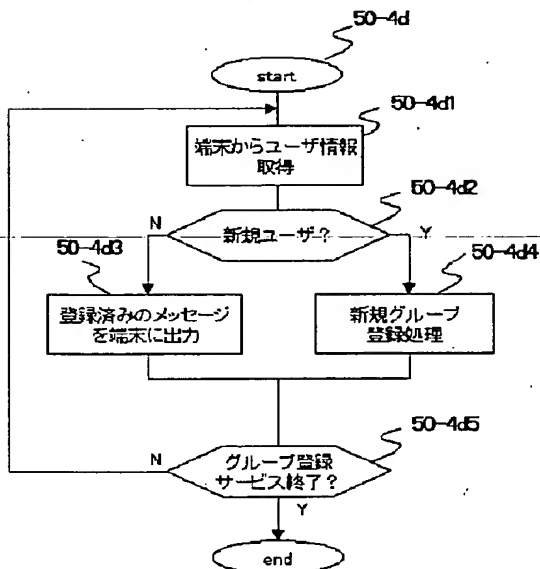 50-4d
start
50-4d1
端末からユーザ情報
取得
50-4d2
N
新規ユーザ?
Y
50-4d3
50-4d4
登録済みのメッセージ
を端末に出力
新規グループ
登録処理
50-4d5
N
グループ登録
サービス終了?
Y
end